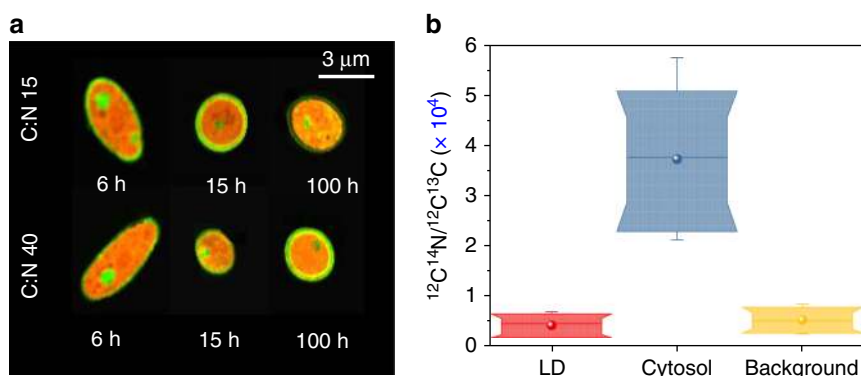 a
3 μm
C:N 15
6 h
15 h
100 h
C:N 40
6 h
15 h
100 h
b
¹²C¹⁴N/¹²C¹³C (× 10⁴)
6
5
4
3
2
1
0
LD
Cytosol
Background